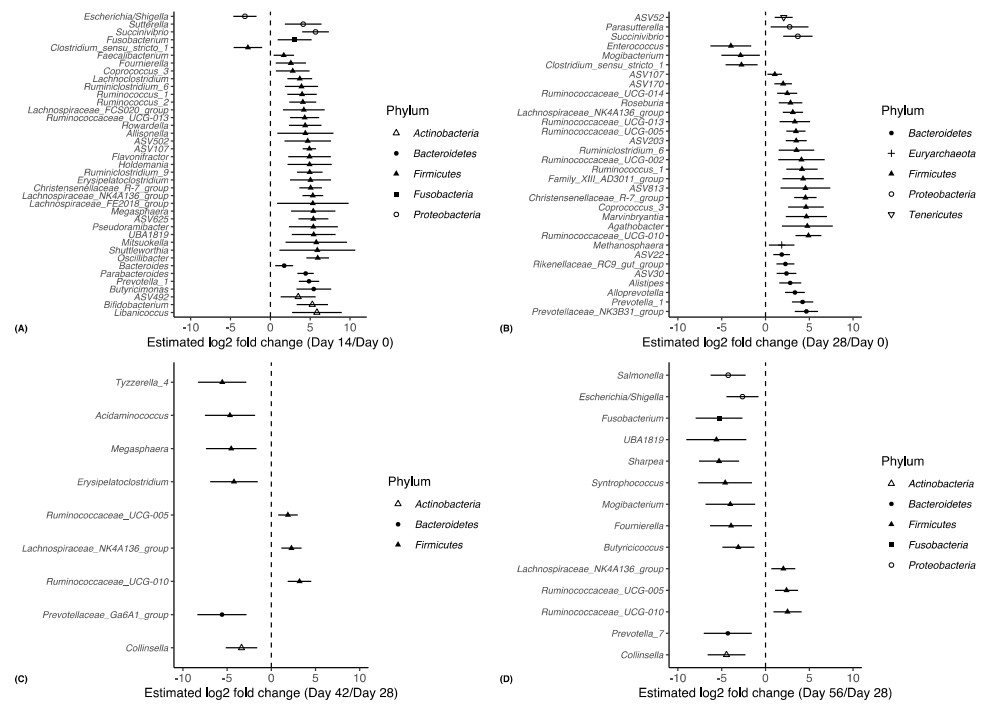 Escherichia/Shigella
Sutterella
Succinivibrio
Fusobacterium
Clostridium_sensu_stricto_1
Faecalibacterium
Fournierella
Coprococcus_3
Lachnoclostridium
Ruminiclostridium_6
Ruminococcus_1
Ruminococcus_2
Lachnospiraceae_FCS020_group
Ruminococcaceae_UCG-013
Howardella
Allisonella
ASV502
ASV107
Flavonifractor
Holdemania
Ruminiclostridium_9
Erysipelatoclostridium
Christensenellaceae_R-7_group
Lachnospiraceae_NK4A136_group
Lachnospiraceae_FE2018_group
Megasphaera
ASV625
Pseudoramibacter
UBA1819
Mitsuokella
Shuttleworthia
Oscillibacter
Bacteroides
Parabacteroides
Prevotella_1
Butyricimonas
ASV492
Bifidobacterium
Libanicoccus
-10 -5 0 5 10
Estimated log2 fold change (Day 14/Day 0)
(A)
Phylum
Actinobacteria
Bacteroidetes
Firmicutes
Fusobacteria
Proteobacteria
ASV52
Parasutterella
Succinivibrio
Enterococcus
Mogibacterium
Clostridium_sensu_stricto_1
ASV107
ASV170
Ruminococcaceae_UCG-014
Roseburia
Lachnospiraceae_NK4A136_group
Ruminococcaceae_UCG-013
Ruminococcaceae_UCG-005
ASV203
Ruminiclostridium_6
Ruminococcaceae_UCG-002
Ruminococcus_1
Family_XIII_AD3011_group
ASV813
Christensenellaceae_R-7_group
Coprococcus_3
Marvinbryantia
Agathobacter
Ruminococcaceae_UCG-010
Methanosphaera
ASV22
Rikenellaceae_RC9_gut_group
ASV30
Alistipes
Alloprevotella
Prevotella_1
Prevotellaceae_NK3B31_group
-10 -5 0 5 10
Estimated log2 fold change (Day 28/Day 0)
(B)
Phylum
Bacteroidetes
Euryarchaeota
Firmicutes
Proteobacteria
Tenericutes
Tyzzerella_4
Acidaminococcus
Megasphaera
Erysipelatoclostridium
Ruminococcaceae_UCG-005
Lachnospiraceae_NK4A136_group
Ruminococcaceae_UCG-010
Prevotellaceae_Ga6A1_group
Collinsella
-10 -5 0 5 10
Estimated log2 fold change (Day 42/Day 28)
(C)
Phylum
Actinobacteria
Bacteroidetes
Firmicutes
Salmonella
Escherichia/Shigella
Fusobacterium
UBA1819
Sharpea
Syntrophococcus
Mogibacterium
Fournierella
Butyricicoccus
Lachnospiraceae_NK4A136_group
Ruminococcaceae_UCG-005
Ruminococcaceae_UCG-010
Prevotella_7
Collinsella
-10 -5 0 5 10
Estimated log2 fold change (Day 56/Day 28)
(D)
Phylum
Actinobacteria
Bacteroidetes
Firmicutes
Fusobacteria
Proteobacteria